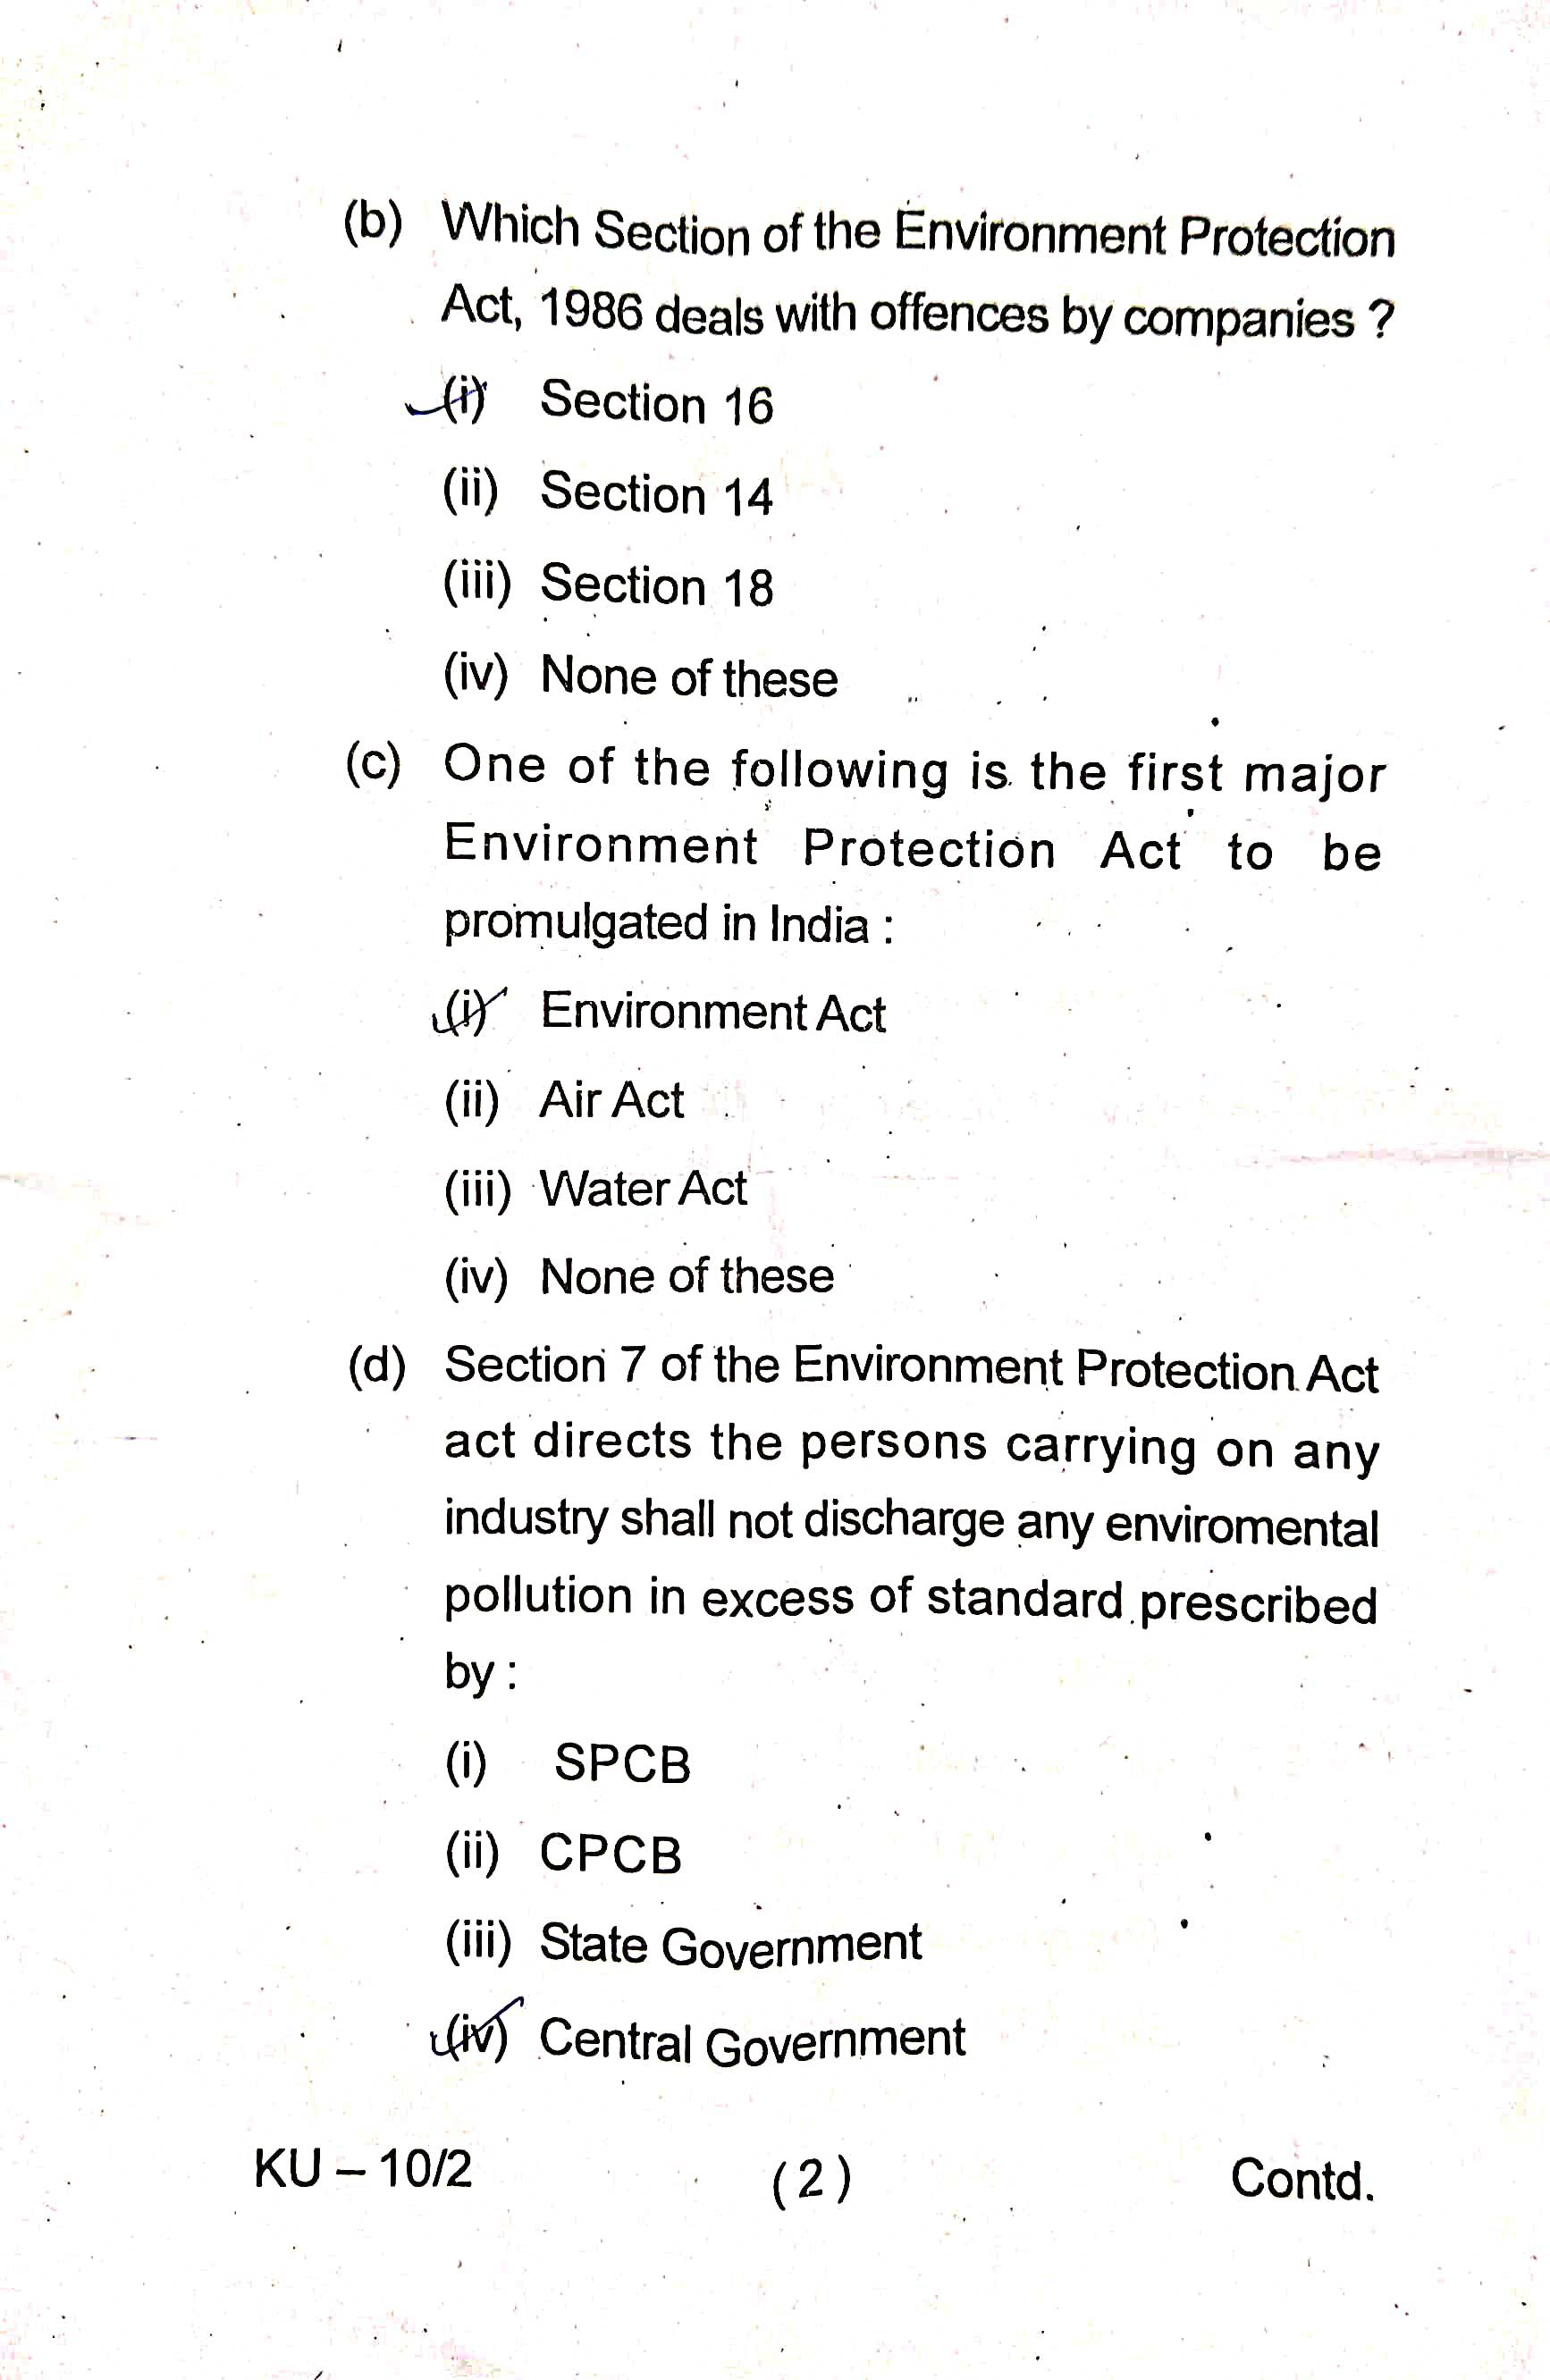 (b) Which Section of the Environment Protection
Act, 1986 deals with offences by companies ?
(i) Section 16
(ii) Section 14
(iii) Section 18
(iv) None of these
(c) One of the following is the first major
Environment Protection Act to be
promulgated in India :
(i) Environment Act
(ii) Air Act
(iii) Water Act
(iv) None of these
(d) Section 7 of the Environment Protection Act
act directs the persons carrying on any
industry shall not discharge any enviromental
pollution in excess of standard prescribed
by :
(i) SPCB
(ii) CPCB
(iii) State Government
(iv) Central Government
KU – 10/2 (2) Contd.